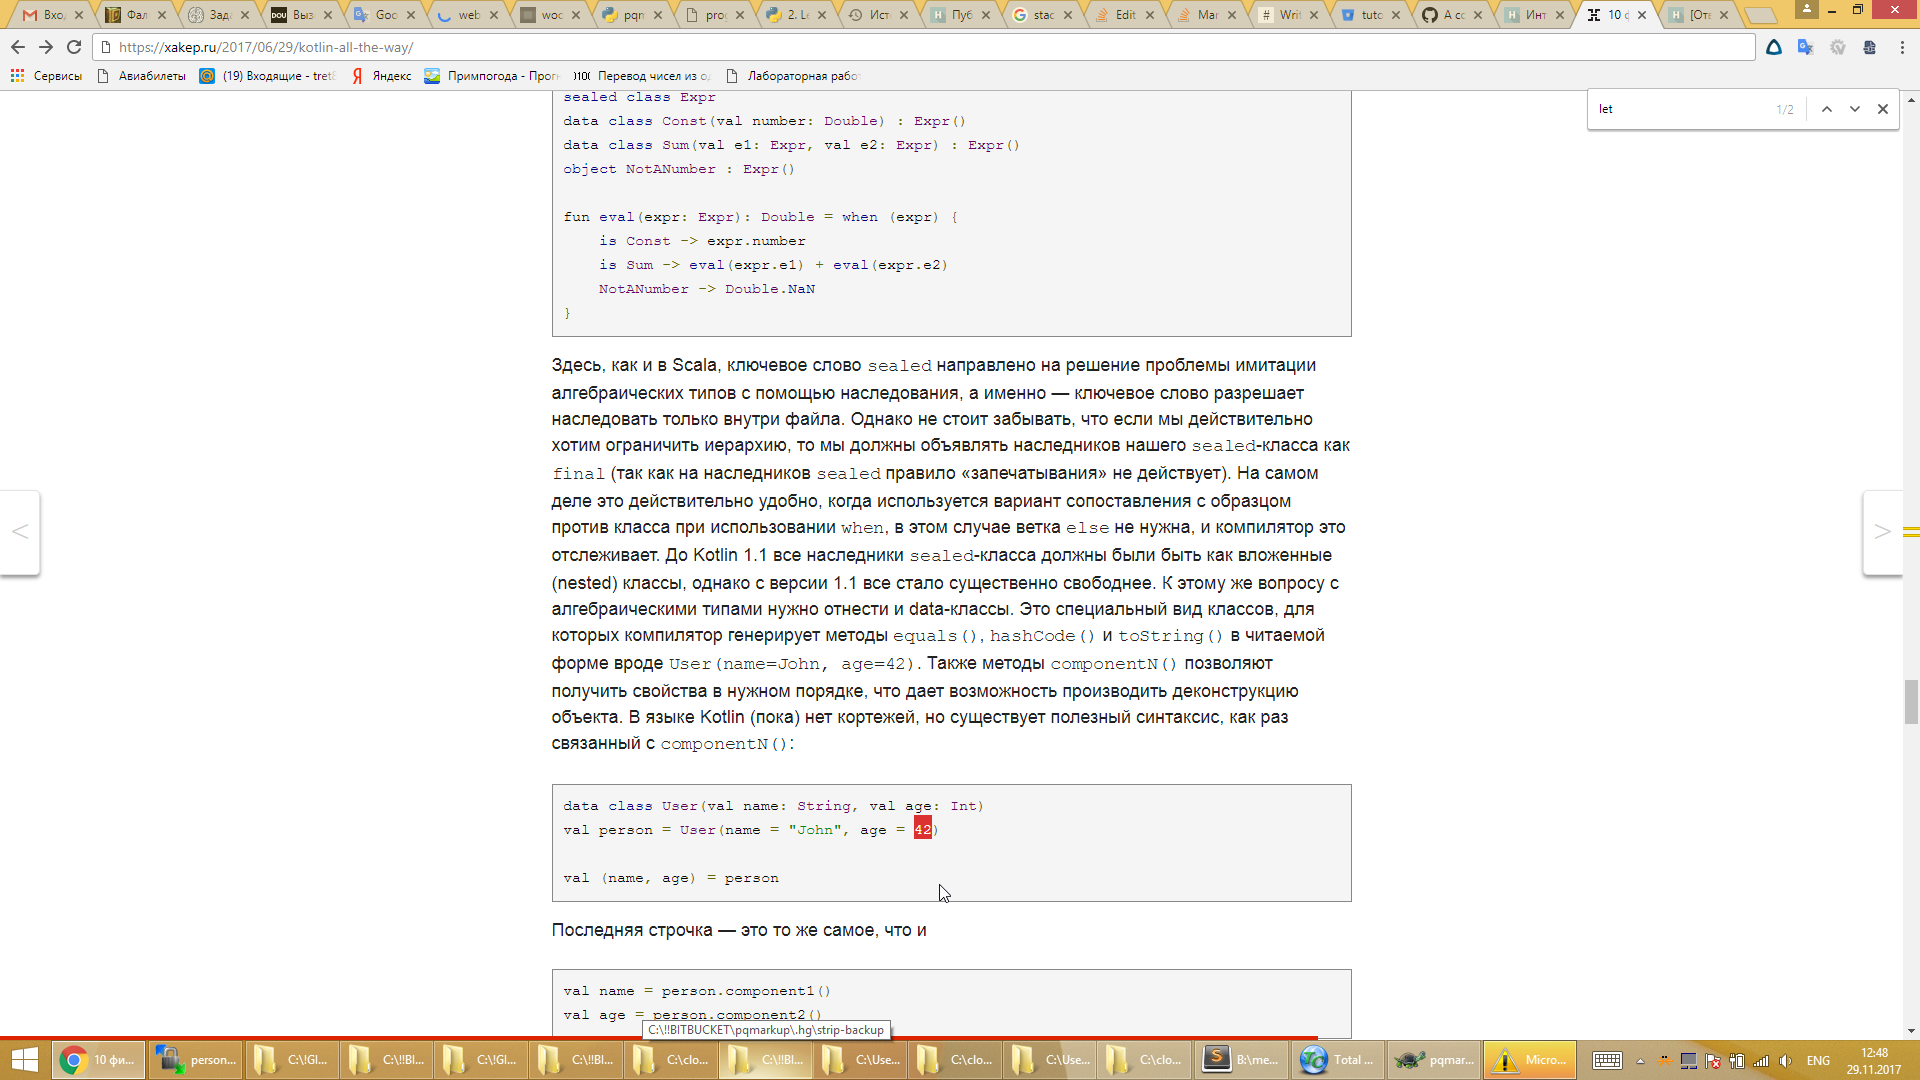 Вхо
Фал
Зад
DOU
Выз
Goo
web
woc
pqn
prog
2. Le
Ист
Пуб
stac
Edit
Mar
Writ
tuto
A cc
Инт
10 ф
[Отв
https://xakep.ru/2017/06/29/kotlin-all-the-way/
Сервисы
Авиабилеты
(19) Входящие - tret
Яндекс
Примпогода - Прог
Перевод чисел из о
Лабораторная рабо
let
1/2
sealed class Expr
data class Const(val number: Double) : Expr()
data class Sum(val e1: Expr, val e2: Expr) : Expr()
object NotANumber : Expr()
fun eval(expr: Expr): Double = when (expr) {
is Const -> expr.number
is Sum -> eval(expr.e1) + eval(expr.e2)
NotANumber -> Double.NaN
}
Здесь, как и в Scala, ключевое слово sealed направлено на решение проблемы имитации
алгебраических типов с помощью наследования, а именно — ключевое слово разрешает
наследовать только внутри файла. Однако не стоит забывать, что если мы действительно
хотим ограничить иерархию, то мы должны объявлять наследников нашего sealed-класса как
final (так как на наследников sealed правило «запечатывания» не действует). На самом
деле это действительно удобно, когда используется вариант сопоставления с образцом
против класса при использовании when, в этом случае ветка else не нужна, и компилятор это
отслеживает. До Kotlin 1.1 все наследники sealed-класса должны были быть как вложенные
(nested) классы, однако с версии 1.1 все стало существенно свободнее. К этому же вопросу с
алгебраическими типами нужно отнести и data-классы. Это специальный вид классов, для
которых компилятор генерирует методы equals(), hashCode() и toString() в читаемой
форме вроде User(name=John, age=42). Также методы componentN() позволяют
получить свойства в нужном порядке, что дает возможность производить деконструкцию
объекта. В языке Kotlin (пока) нет кортежей, но существует полезный синтаксис, как раз
связанный с componentN():
data class User(val name: String, val age: Int)
val person = User(name = "John", age = 42)
val (name, age) = person
Последняя строчка — это то же самое, что и
val name = person.component1()
val age = person.component2()
C:\!!BITBUCKET\pqmarkup\.hg\strip-backup
10 фи...
person...
C:\!GI...
C:\!!BI...
C:\!GI...
C:\!!BI...
C:\clo...
C:\!!BI...
C:\Use...
C:\clo...
C:\Use...
C:\clo...
B:\me...
Total ...
pqmar...
Micro...
ENG
12:48
29.11.2017